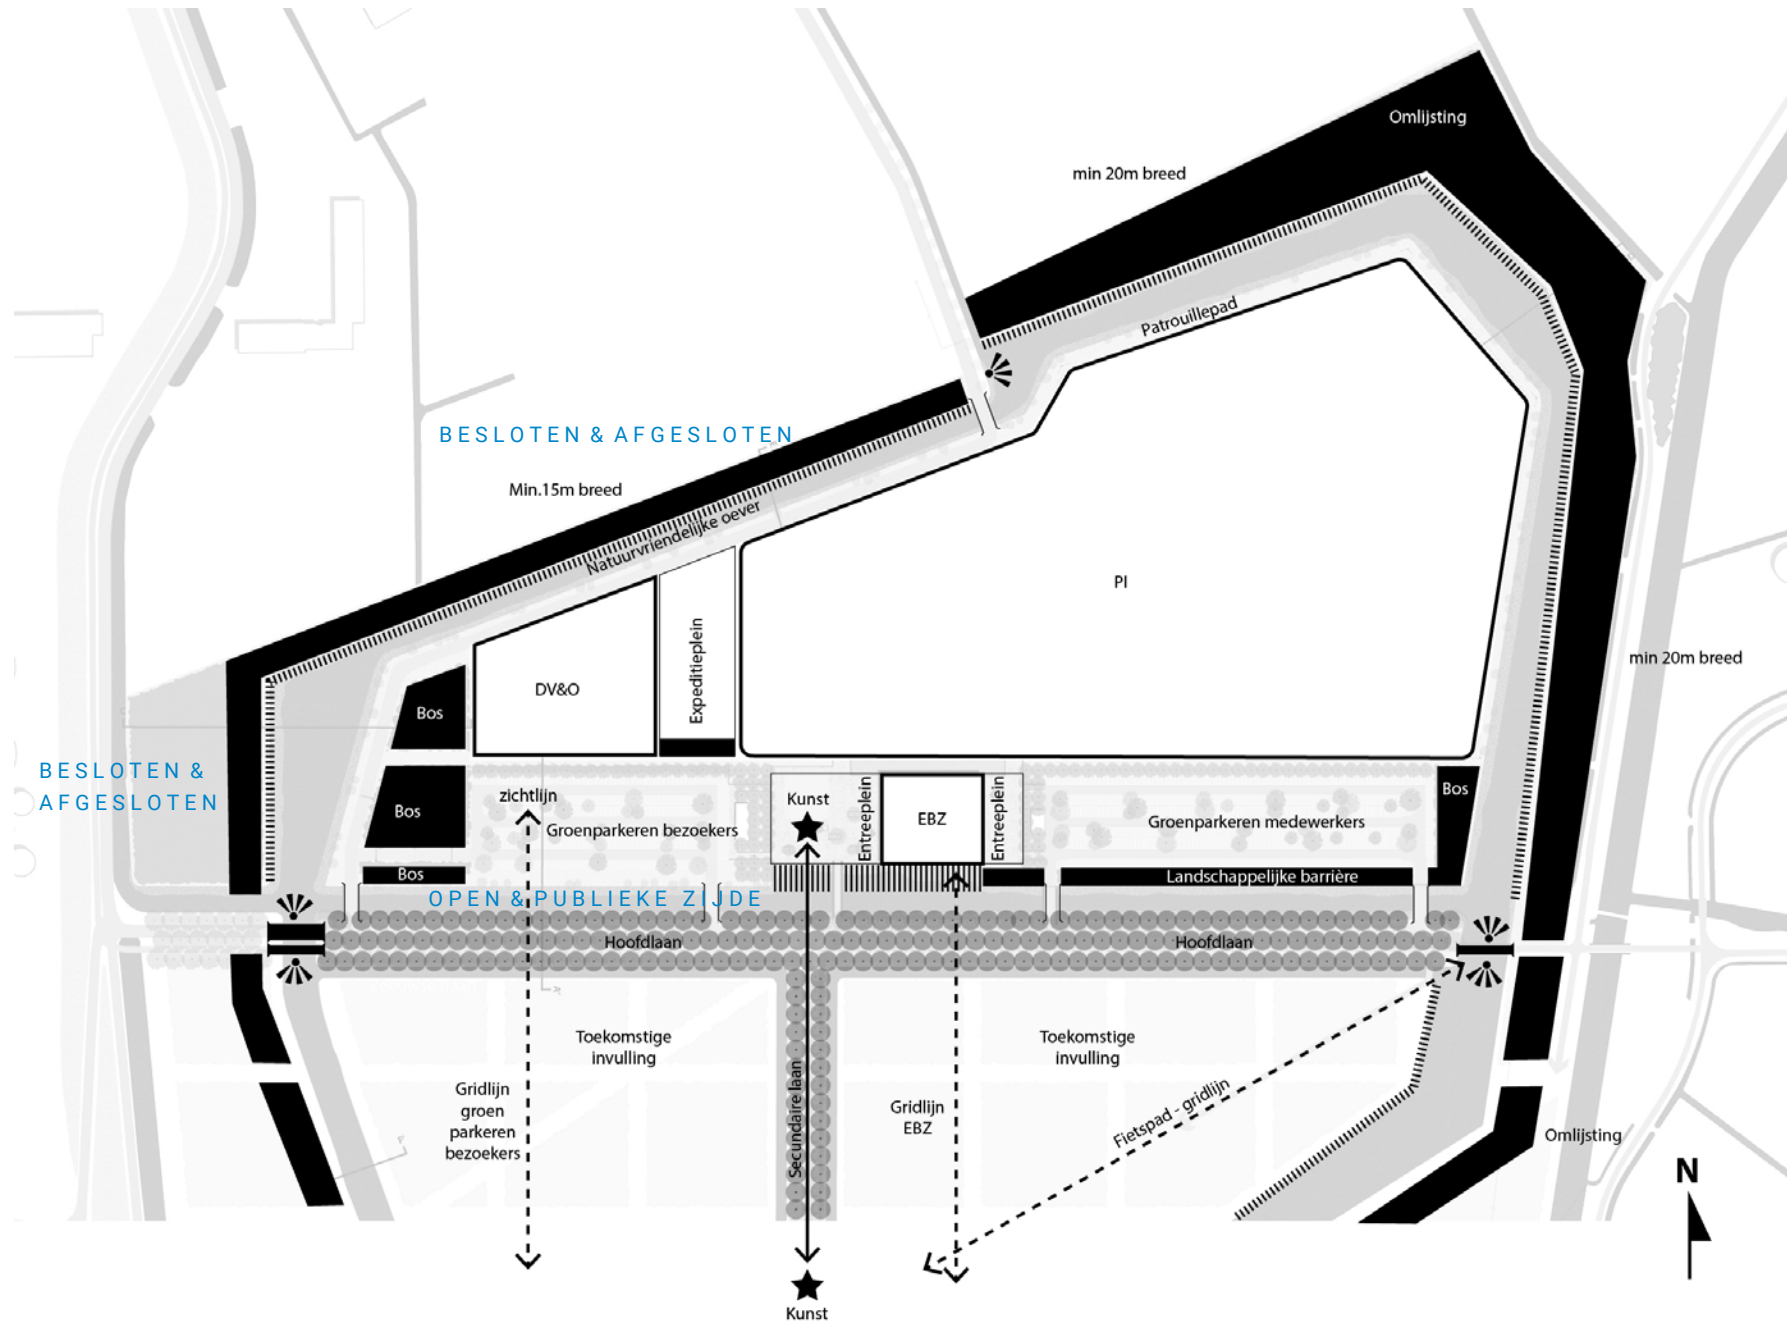 Omlijsting
min 20m breed
Patrouillepad
BESLOTEN & AFGESLOTEN
Min.15m breed
Natuurvriendelijke oever
PI
Expeditieplein
min 20m breed
DV&O
Bos
BESLOTEN &
AFGESLOTEN
zichtlijn
Kunst
Entreeplein
EBZ
Entreeplein
Bos
Bos
Groenparkeren bezoekers
Groenparkeren medewerkers
Bos
Landschappelijke barrière
OPEN & PUBLIEKE ZIJDE
Hoofdlaan
Hoofdlaan
Toekomstige
invulling
Toekomstige
invulling
Gridlijn
groen
parkeren
bezoekers
Secundaire laan
Gridlijn
EBZ
Fietspad - gridlijn
Omlijsting
N
Kunst